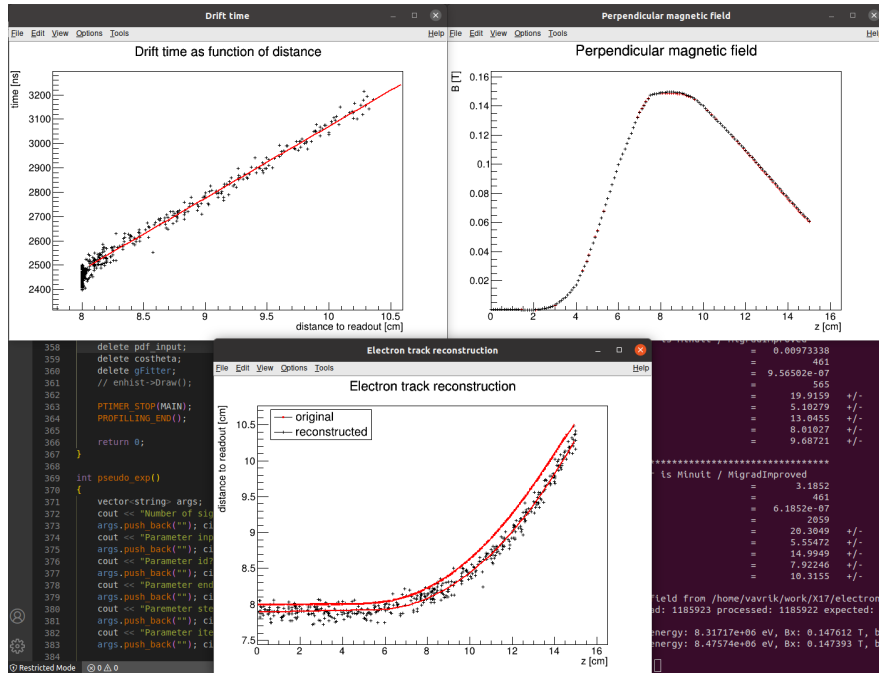 Drift time
File Edit View Options Tools Help
Drift time as function of distance
time [ns]
3200
3100
3000
2900
2800
2700
2600
2500
2400
8 8.5 9 9.5 10 10.5
distance to readout [cm]
Perpendicular magnetic field
File Edit View Options Tools Hel
Perpendicular magnetic field
B [T]
0.16
0.14
0.12
0.1
0.08
0.06
0.04
0.02
0 2 4 6 8 10 12 14 16
z [cm]
358 delete pdf_input;
359 delete costheta;
360 delete gFitter;
361 // enhist->Draw();
362
363 PTIMER_STOP(MAIN);
364 PROFILLING_END();
365
366 return 0;
367 }
368
369 int pseudo_exp()
370 {
371 vector<string> args;
372 cout << "Number of sig
373 args.push_back(""); ci
374 cout << "Parameter inp
375 args.push_back(""); ci
376 cout << "Parameter id?
377 args.push_back(""); ci
378 cout << "Parameter end
379 args.push_back(""); ci
380 cout << "Paremeter ste
381 args.push_back(""); ci
382 cout << "Parameter ite
383 args.push_back(""); ci
384
Restricted Mode 0 0
Electron track reconstruction
File Edit View Options Tools Help
Electron track reconstruction
distance to readout [cm]
original
reconstructed
10.5
10
9.5
9
8.5
8
7.5
0 2 4 6 8 10 12 14 16
z [cm]
is Minuit / MigradImproved
= 0.00973338
= 461
= 9.56502e-07
= 565
= 19.9159 +/-
= 5.10279 +/-
= 13.0455 +/-
= 8.01027 +/-
= 9.68721 +/-
********************************
r is Minuit / MigradImproved
= 3.1852
= 461
= 6.1852e-07
= 2059
= 20.3049 +/-
= 5.55472 +/-
= 14.9949 +/-
= 7.92246 +/-
= 10.3155 +/-
field from /home/vavrik/work/X17/electron
ad: 1185923 processed: 1185922 expected:
energy: 8.31717e+06 eV, Bx: 0.147612 T, b
energy: 8.47574e+06 eV, Bx: 0.147393 T, b